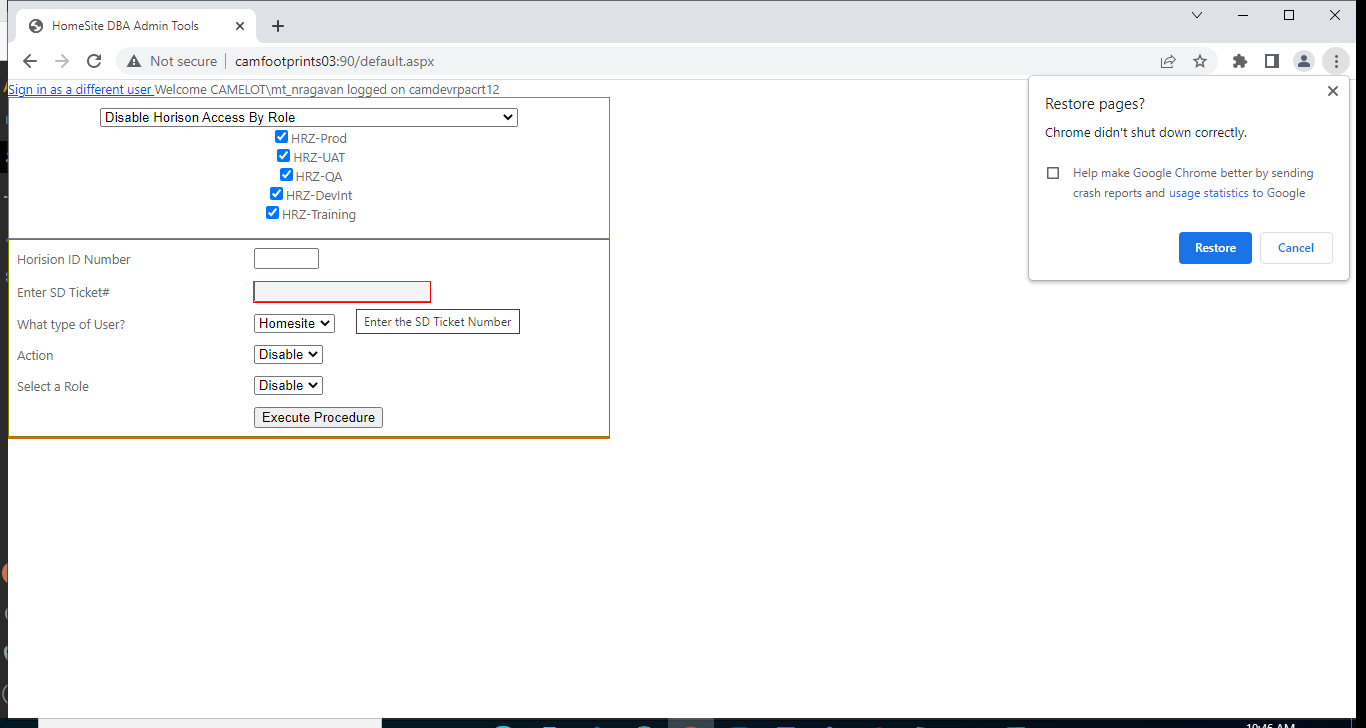 HomeSite DBA Admin Tools
Not secure camfootprints03:90/default.aspx
Sign in as a different user Welcome CAMELOT\mt_nragavan logged on camdevrpacrt12
Disable Horison Access By Role
HRZ-Prod
HRZ-UAT
HRZ-QA
HRZ-DevInt
HRZ-Training
Horision ID Number
Enter SD Ticket#
What type of User? Homesite Enter the SD Ticket Number
Action Disable
Select a Role Disable
Execute Procedure
Restore pages?
Chrome didn't shut down correctly.
Help make Google Chrome better by sending
crash reports and usage statistics to Google
Restore Cancel
10:46 AM